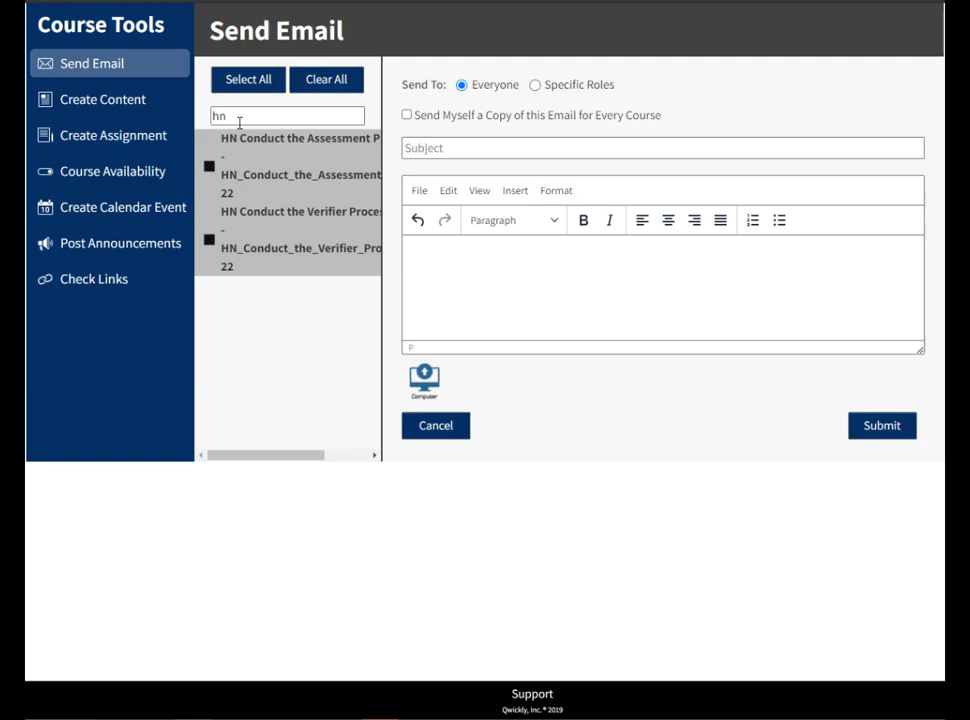 Course Tools
Send Email
Create Content
Create Assignment
Course Availability
10 Create Calendar Event
Post Announcements
Check Links
Send Email
Select All Clear All
hn
HN Conduct the Assessment P
-
HN_Conduct_the_Assessment
22
HN Conduct the Verifier Proce
-
HN_Conduct_the_Verifier_Pro
22
Send To: Everyone Specific Roles
Send Myself a Copy of this Email for Every Course
Subject
File Edit View Insert Format
Paragraph B I
P
Computer
Cancel Submit
Support
Qwickly, Inc. ® 2019